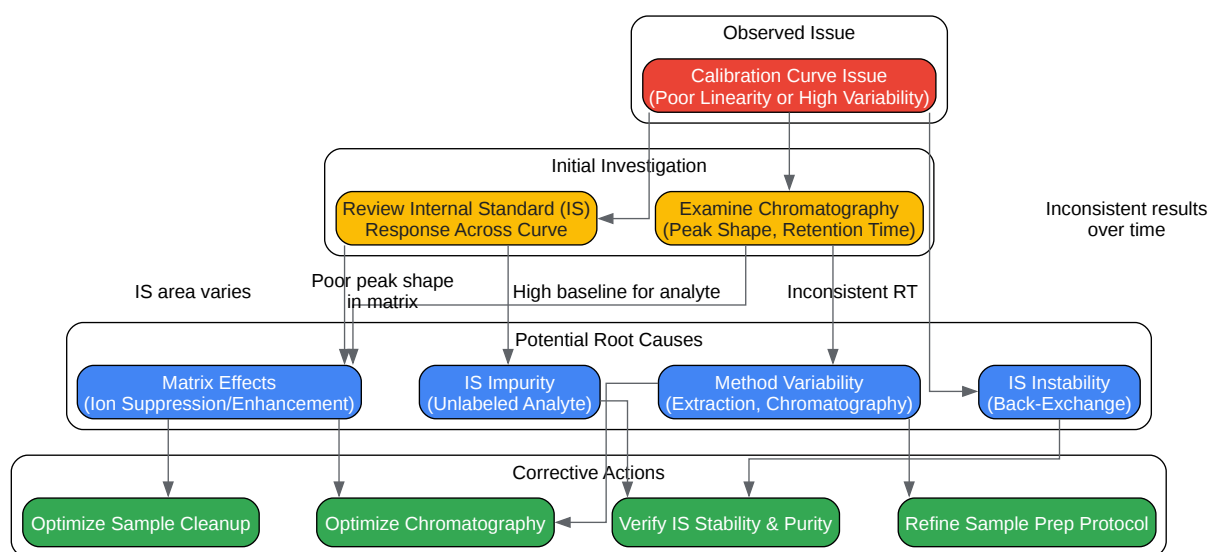 Observed Issue
Calibration Curve Issue
(Poor Linearity or High Variability)
Initial Investigation
Review Internal Standard (IS)
Response Across Curve
Examine Chromatography
(Peak Shape, Retention Time)
Inconsistent results
over time
IS area varies
Poor peak shape
in matrix
High baseline for analyte
Inconsistent RT
Potential Root Causes
Matrix Effects
(Ion Suppression/Enhancement)
IS Impurity
(Unlabeled Analyte)
Method Variability
(Extraction, Chromatography)
IS Instability
(Back-Exchange)
Corrective Actions
Optimize Sample Cleanup
Optimize Chromatography
Verify IS Stability & Purity
Refine Sample Prep Protocol